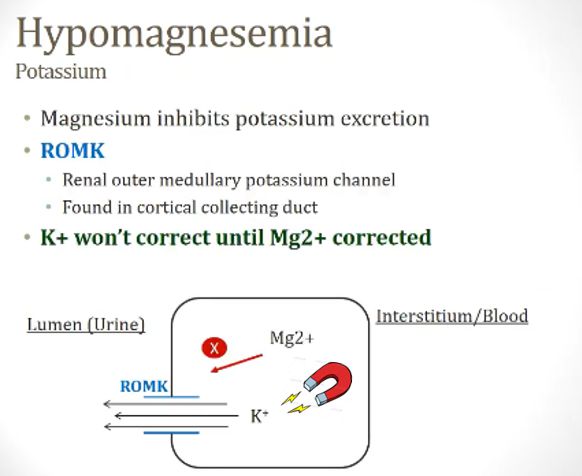 Hypomagnesemia
Potassium
• Magnesium inhibits potassium excretion
• ROMK
• Renal outer medullary potassium channel
• Found in cortical collecting duct
• K+ won't correct until Mg2+ corrected
Lumen (Urine)
Interstitium/Blood
X
Mg2+
ROMK
K⁺